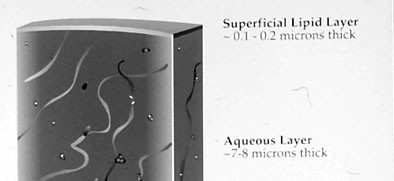 Superficial Lipid Layer
~ 0.1 - 0.2 microns thick
Aqueous Layer
~7-8 microns thick